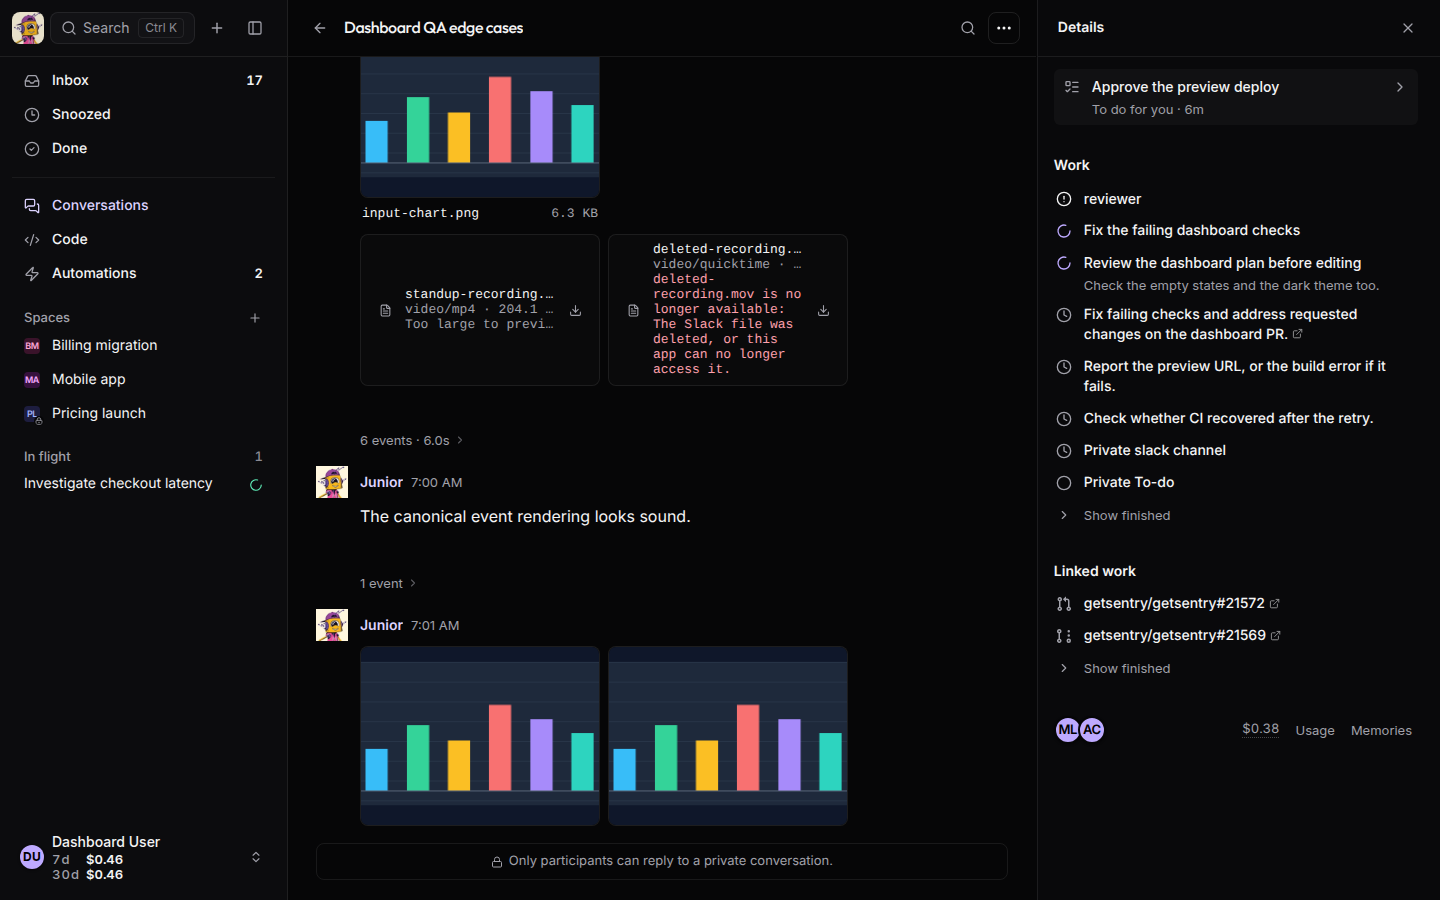 Search Ctrl K
Inbox 17
Snoozed
Done
Conversations
Code
Automations 2
Spaces
BM Billing migration
MA Mobile app
PL Pricing launch
In flight 1
Investigate checkout latency
DU Dashboard User
7d $0.46
30d $0.46
Dashboard QA edge cases
input-chart.png 6.3 KB
standup-recording.…
video/mp4 · 204.1 …
Too large to previ…
deleted-recording.…
video/quicktime · …
deleted-
recording.mov is no
longer available:
The Slack file was
deleted, or this
app can no longer
access it.
6 events · 6.0s
Junior 7:00 AM
The canonical event rendering looks sound.
1 event
Junior 7:01 AM
Only participants can reply to a private conversation.
Details
Approve the preview deploy
To do for you · 6m
Work
reviewer
Fix the failing dashboard checks
Review the dashboard plan before editing
Check the empty states and the dark theme too.
Fix failing checks and address requested
changes on the dashboard PR.
Report the preview URL, or the build error if it
fails.
Check whether CI recovered after the retry.
Private slack channel
Private To-do
Show finished
Linked work
getsentry/getsentry#21572
getsentry/getsentry#21569
Show finished
ML AC $0.38 Usage Memories